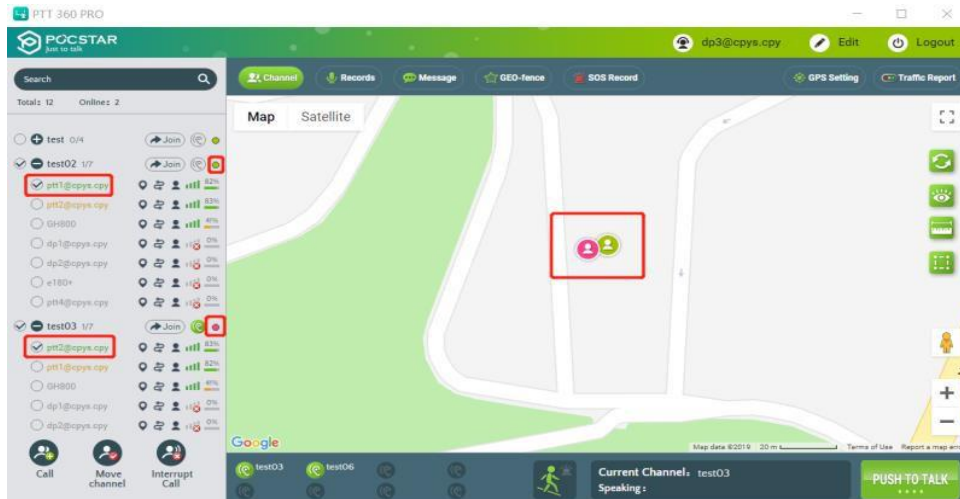 PTT 360 PRO
POCSTAR
Just to talk
dp3@cpys.cpy
Edit
Logout
Search
Channel
Records
Message
GEO-fence
SOS Record
GPS Setting
Traffic Report
Total: 12 Online: 2
Map Satellite
test 0/4 Join
test02 1/7 Join
ptt1@cpys.cpy 82%
ptt2@cpys.cpy 83%
GH800 41%
dp1@cpys.cpy 0%
dp2@cpys.cpy 0%
e180+ 0%
ptt4@cpys.cpy 0%
test03 1/7 Join
ptt2@cpys.cpy 83%
ptt1@cpys.cpy 82%
GH800 41%
dp1@cpys.cpy 0%
dp2@cpys.cpy 0%
Google
Map data ©2019 20 m Terms of Use Report a map
Call
Move channel
Interrupt Call
test03
test06
Current Channel: test03
Speaking:
PUSH TO TALK